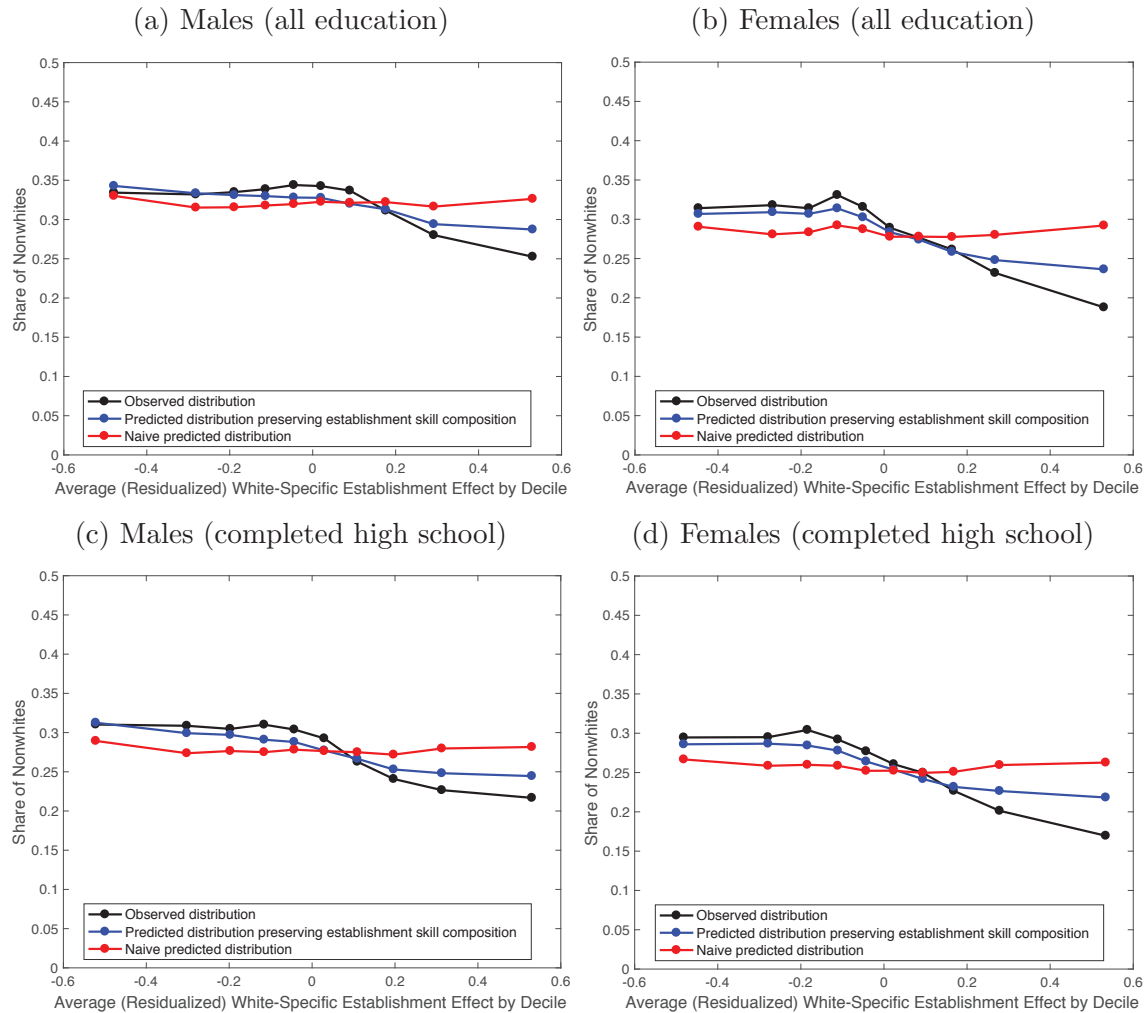 (a) Males (all education)
0.5
0.45
0.4
0.35
0.3
0.25
0.2
0.15
0.1
0.05
0
Share of Nonwhites
Observed distribution
Predicted distribution preserving establishment skill composition
Naive predicted distribution
-0.6 -0.4 -0.2 0 0.2 0.4 0.6
Average (Residualized) White-Specific Establishment Effect by Decile
(b) Females (all education)
0.5
0.45
0.4
0.35
0.3
0.25
0.2
0.15
0.1
0.05
0
Share of Nonwhites
Observed distribution
Predicted distribution preserving establishment skill composition
Naive predicted distribution
-0.6 -0.4 -0.2 0 0.2 0.4 0.6
Average (Residualized) White-Specific Establishment Effect by Decile
(c) Males (completed high school)
0.5
0.45
0.4
0.35
0.3
0.25
0.2
0.15
0.1
0.05
0
Share of Nonwhites
Observed distribution
Predicted distribution preserving establishment skill composition
Naive predicted distribution
-0.6 -0.4 -0.2 0 0.2 0.4 0.6
Average (Residualized) White-Specific Establishment Effect by Decile
(d) Females (completed high school)
0.5
0.45
0.4
0.35
0.3
0.25
0.2
0.15
0.1
0.05
0
Share of Nonwhites
Observed distribution
Predicted distribution preserving establishment skill composition
Naive predicted distribution
-0.6 -0.4 -0.2 0 0.2 0.4 0.6
Average (Residualized) White-Specific Establishment Effect by Decile